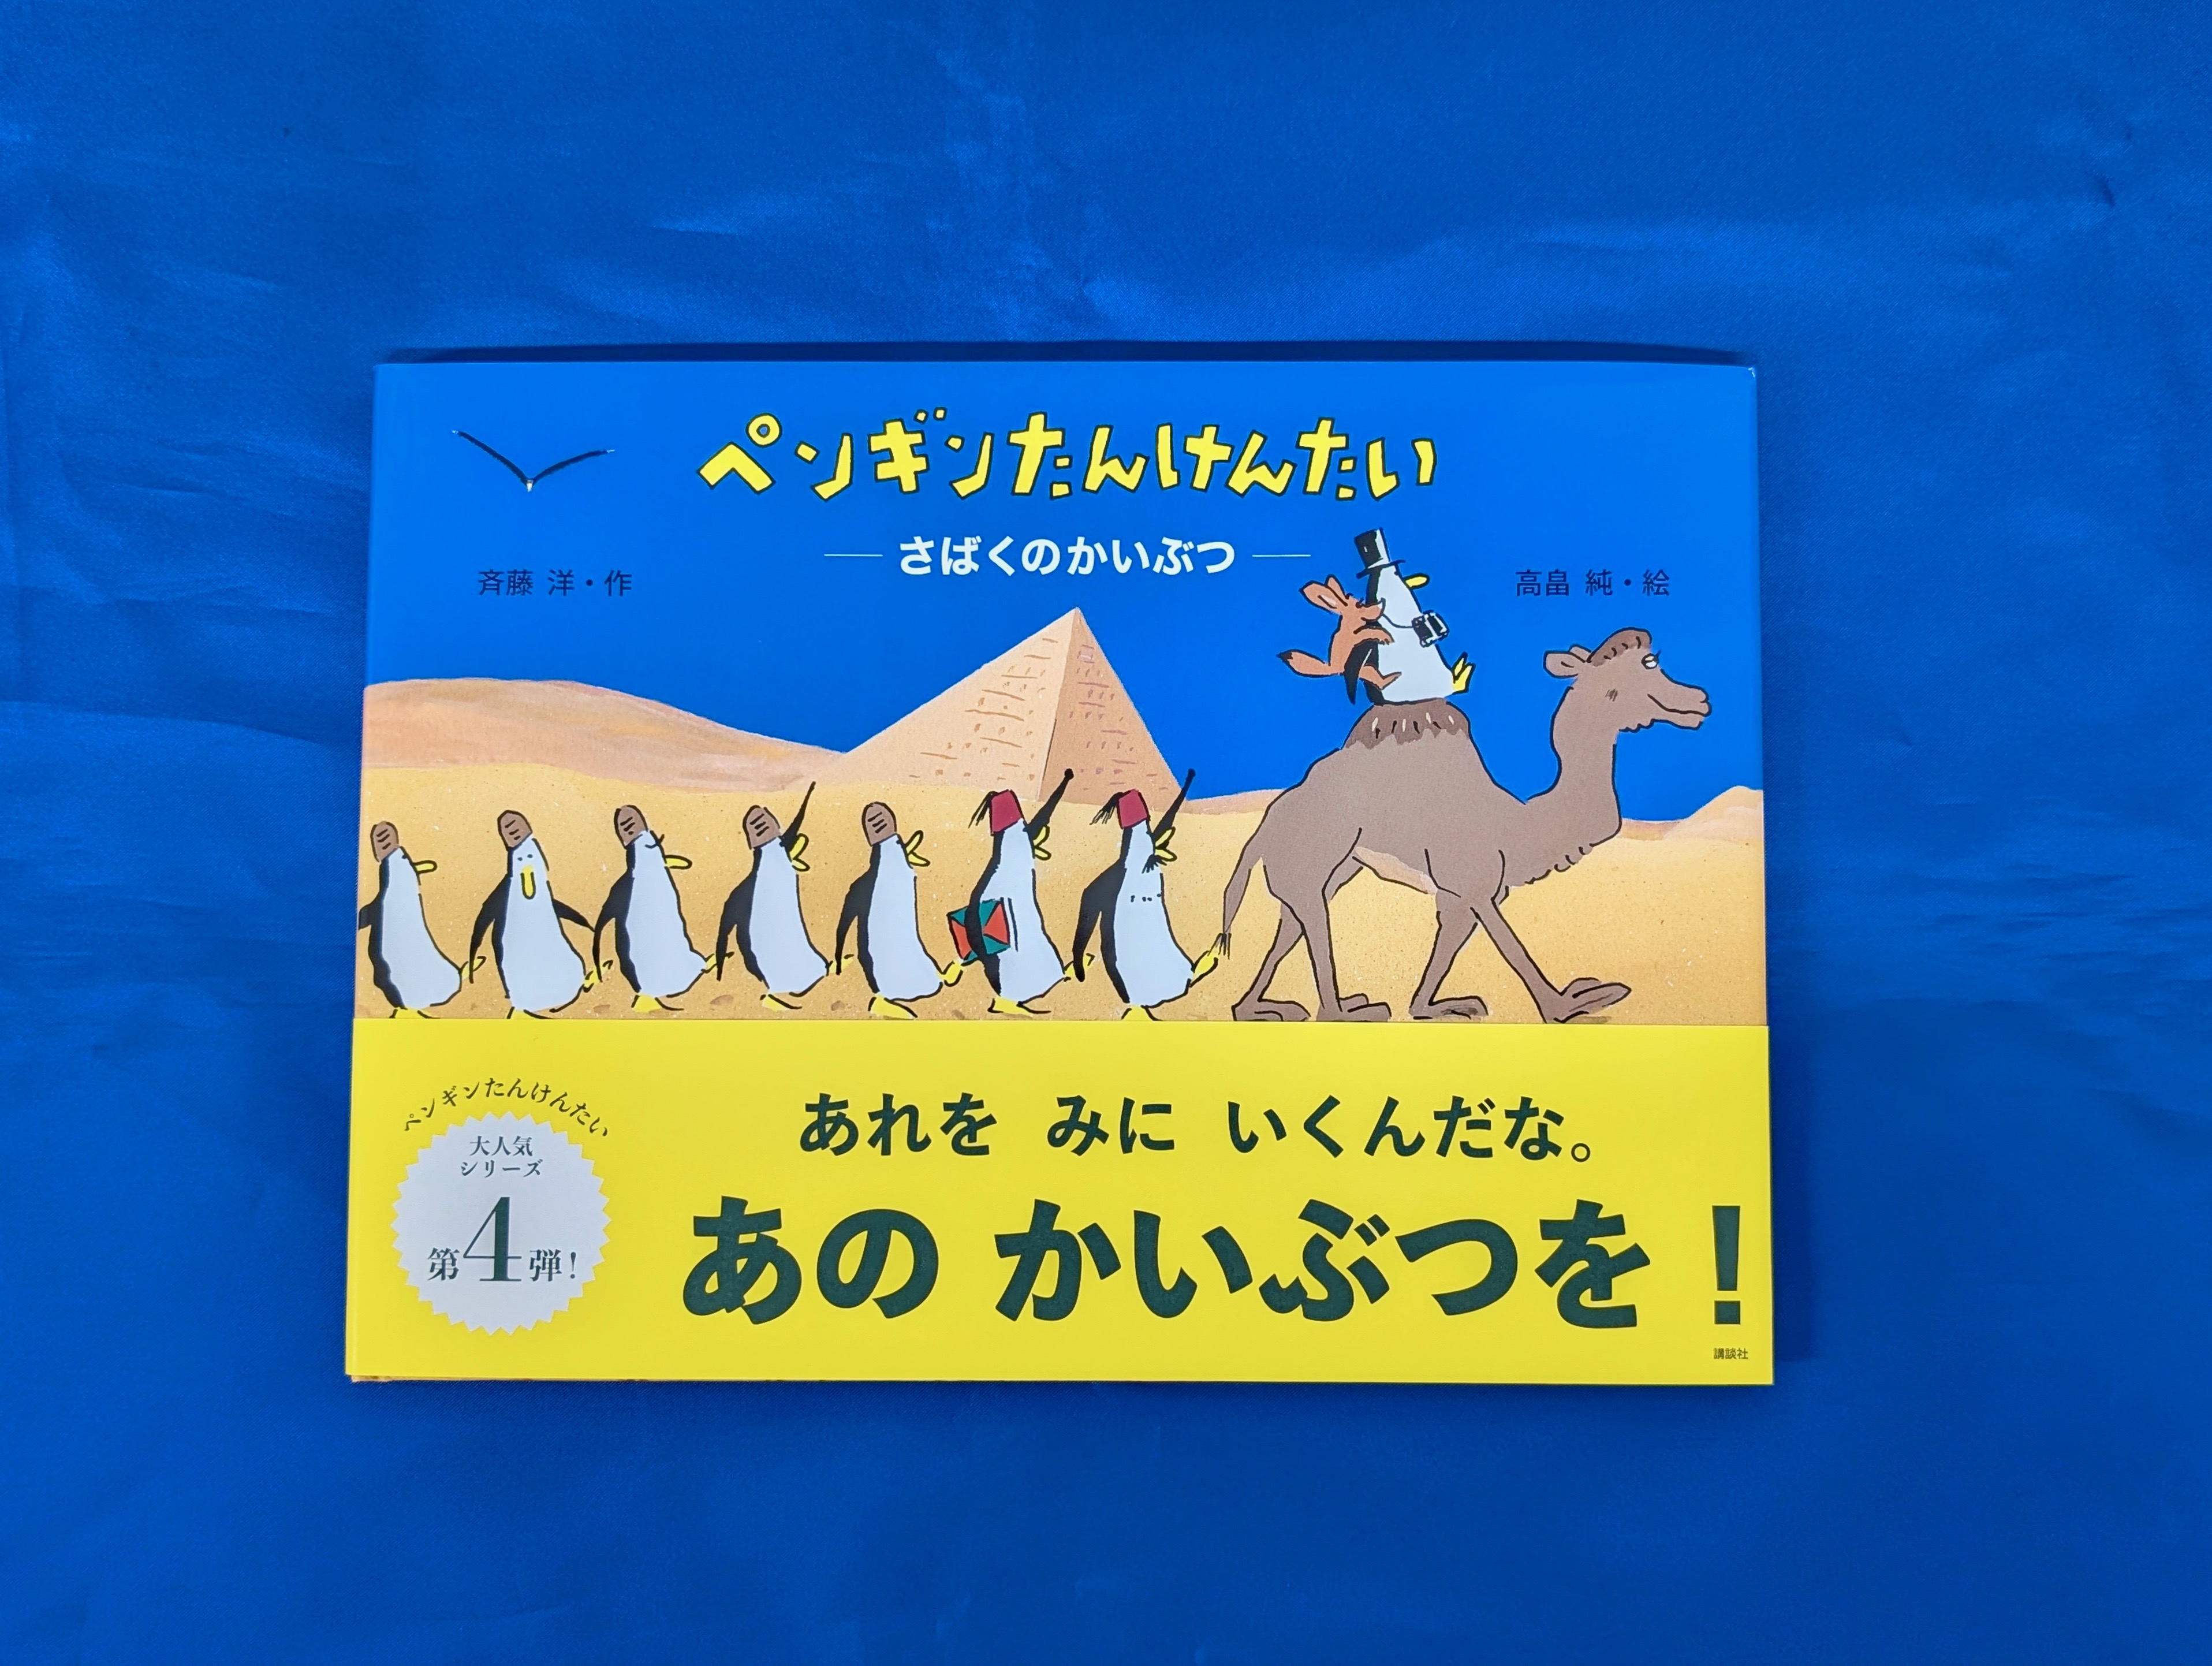 ペンギンたんけんたい
さばくのかいぶつ
斉藤 洋・作
高畠 純・絵
ペンギンたんけんたい
大人気
シリーズ
第4弾!
あれを みに いくんだな。
あの かいぶつを!
講談社